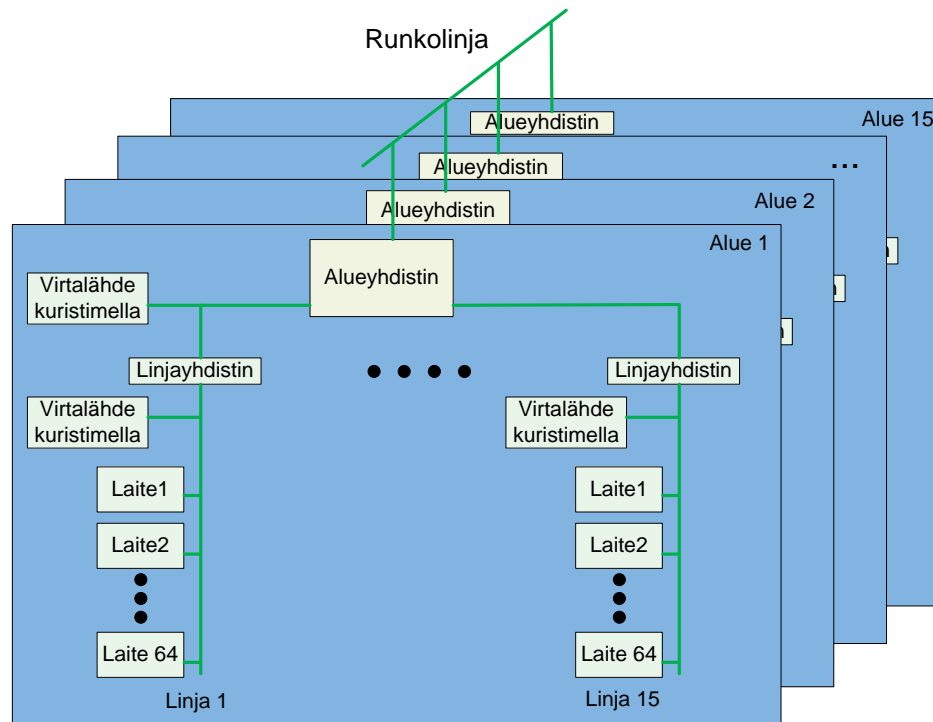 Runkolinja
Alueyhdistin
Alue 15
Alueyhdistin
...
Alueyhdistin
Alue 2
Alue 1
Alueyhdistin
Virtalähde
kuristimella
Linjayhdistin
Linjayhdistin
Virtalähde
kuristimella
Virtalähde
kuristimella
Laite1
Laite1
Laite2
Laite2
Laite 64
Laite 64
Linja 1
Linja 15